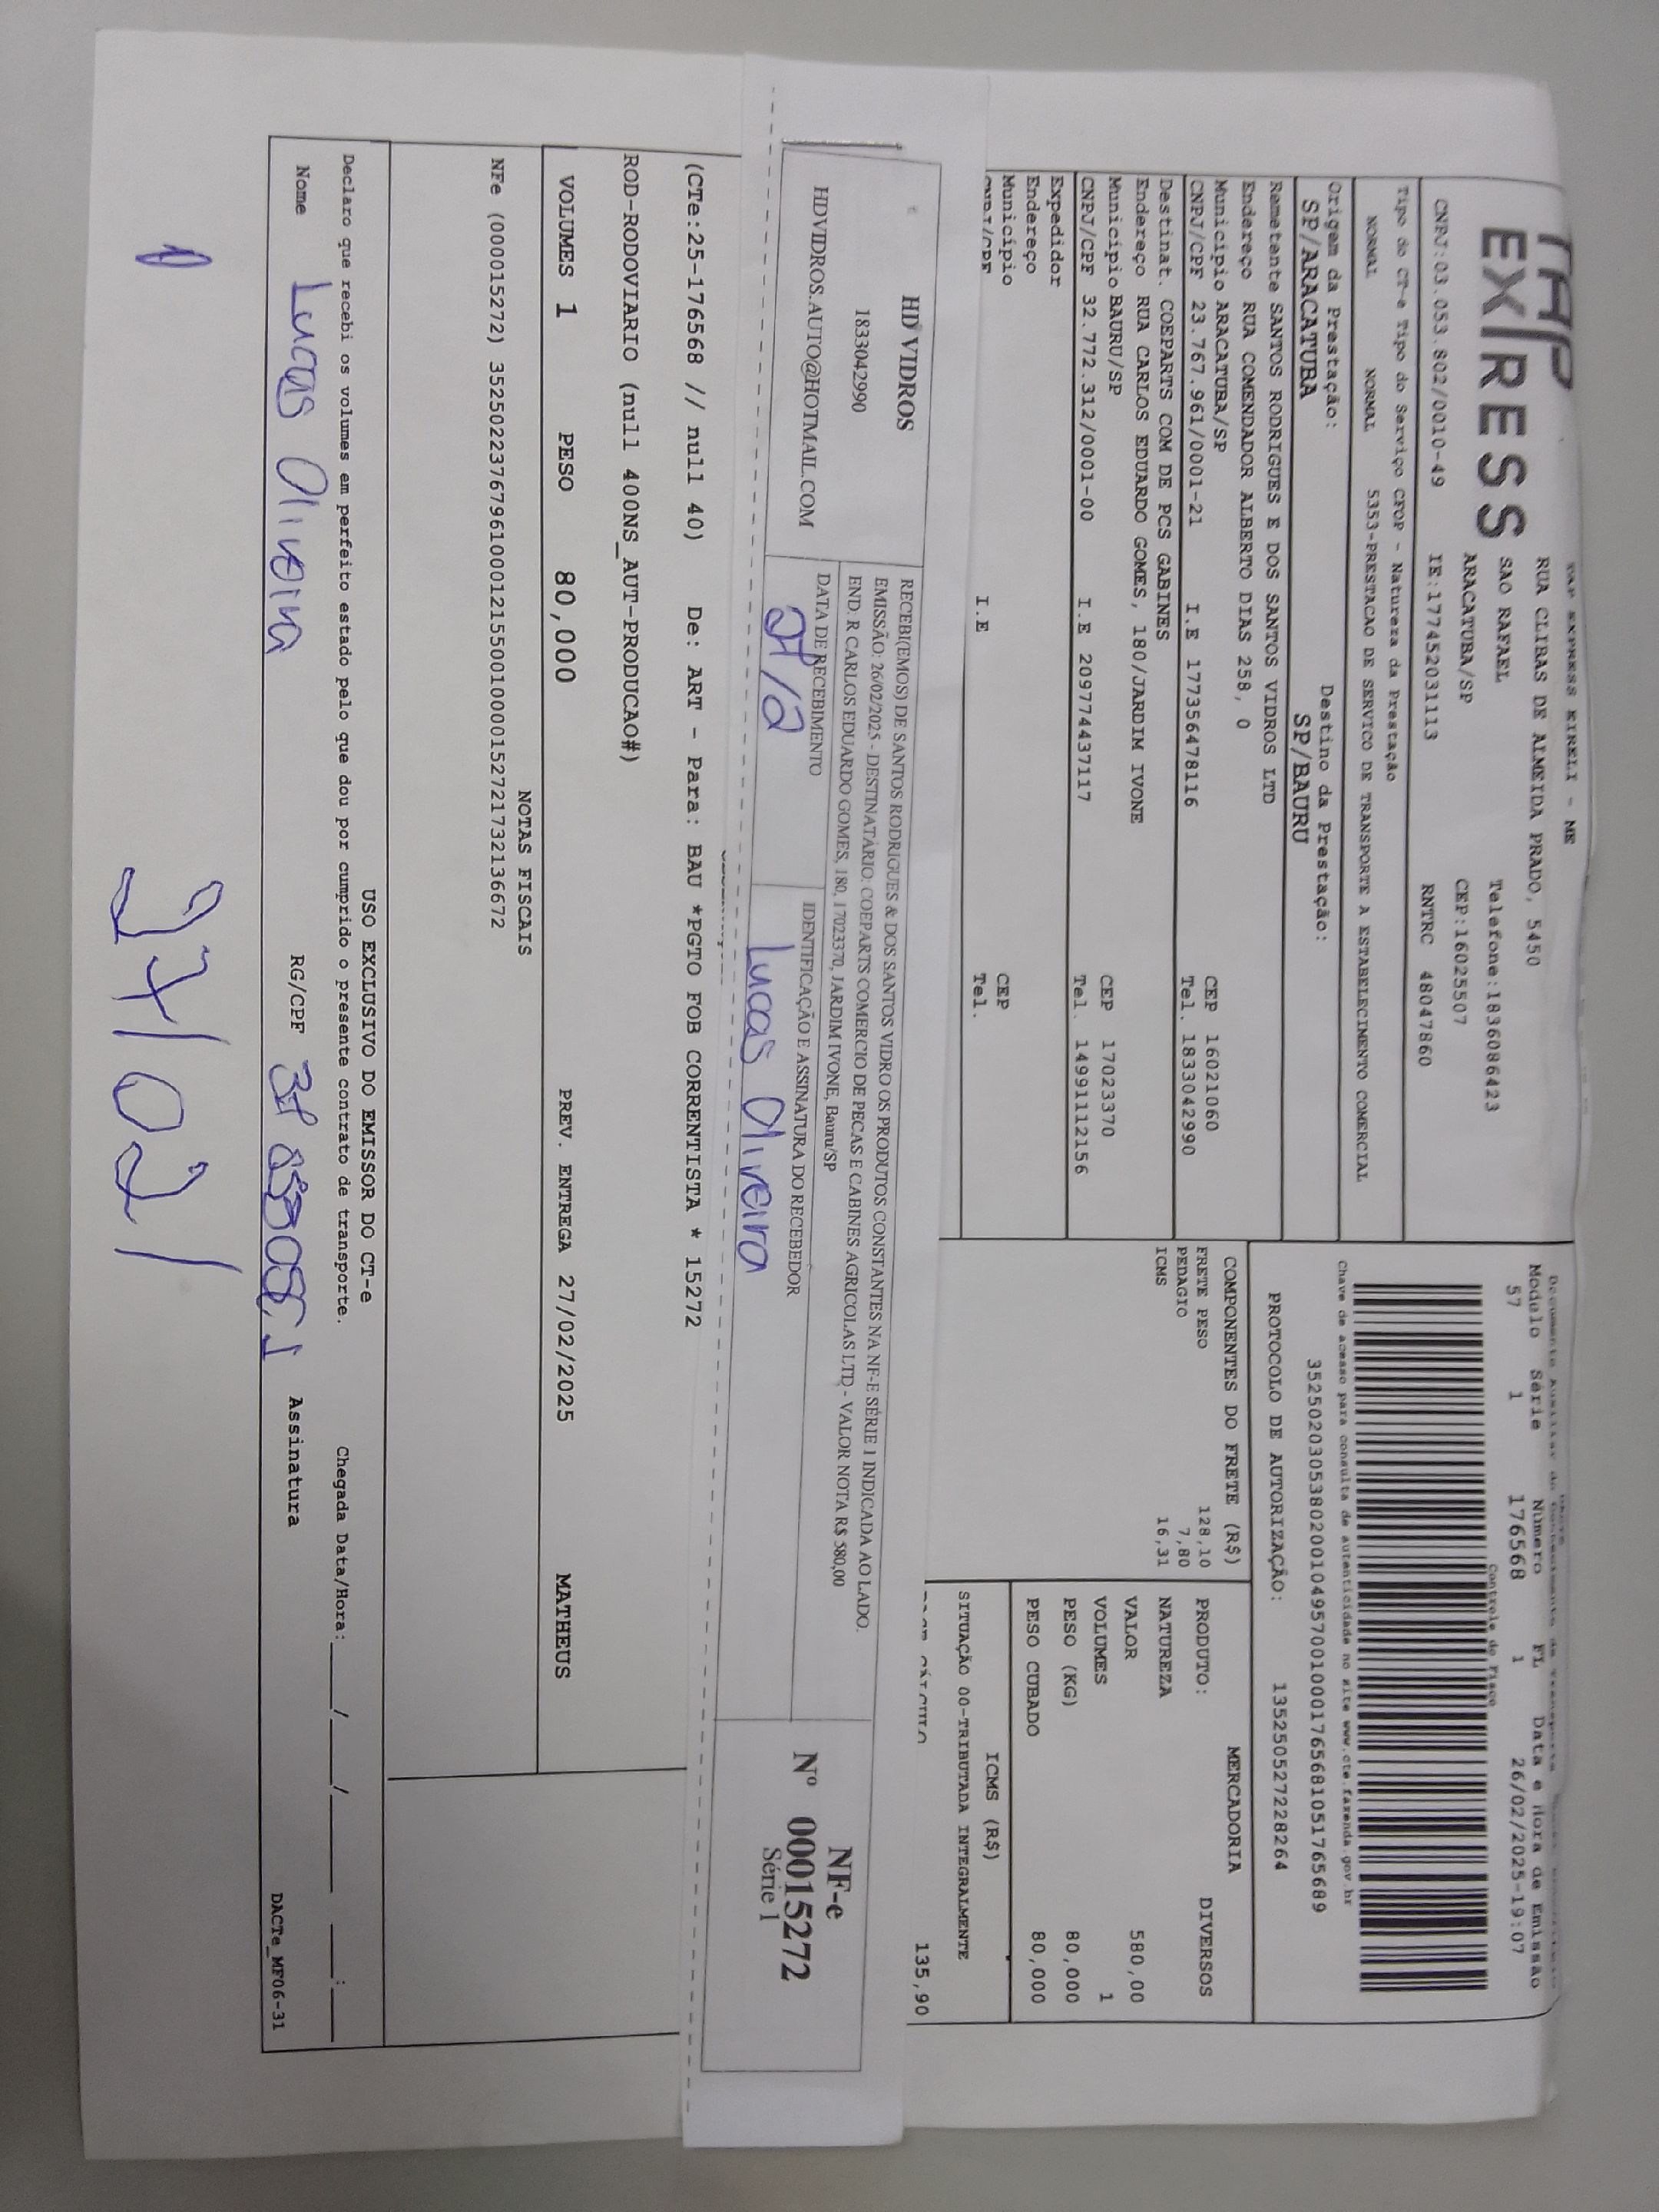 TAP EXPRESS EIRELI - ME
TAP
EXPRESS
RUA CLIBAS DE ALMEIDA PRADO, 5450
SAO RAFAEL Telefone:1836086423
ARACATUBA/SP CEP:16025507
CNPJ:03.053.802/0010-49 IE:177452031113 RNTRC 48047860
Modulo Série Número FL Data e Hora de Emissão
57 1 176568 1 26/02/2025-19:07
Controle do Fisco
Tipo do CT-e Tipo do Serviço CFOP - Natureza da Prestação
NORMAL NORMAL 5353-PRESTACAO DE SERVICO DE TRANSPORTE A ESTABELECIMENTO COMERCIAL
Chave de acesso para consulta de autenticidade no site www.cte.fazenda.gov.br
35250203053802001049570010001765681051765689
Origem da Prestação: Destino da Prestação:
SP/ARACATUBA SP/BAURU
PROTOCOLO DE AUTORIZAÇÃO: 135250527228264
Remetente SANTOS RODRIGUES E DOS SANTOS VIDROS LTD
Endereço RUA COMENDADOR ALBERTO DIAS 258, 0
Município ARACATUBA/SP CEP 16021060
CNPJ/CPF 23.767.961/0001-21 I.E 177356478116 Tel. 1833042990
Destinat. COEPARTS COM DE PCS GABINES
Endereço RUA CARLOS EDUARDO GOMES, 180/JARDIM IVONE
Município BAURU/SP CEP 17023370
CNPJ/CPF 32.772.312/0001-00 I.E 209774437117 Tel. 14991112156
Expedidor
Endereço
Município CEP
CNPJ/CPF I.E Tel.
COMPONENTES DO FRETE (R$)
FRETE PESO 128,10
PEDAGIO 7,80
ICMS 16,31
MERCADORIA
PRODUTO: DIVERSOS
NATUREZA
VALOR 580,00
VOLUMES 1
PESO (KG) 80,000
PESO CUBADO 80,000
ICMS (R$)
SITUAÇÃO 00-TRIBUTADA INTEGRALMENTE
135,90
HD VIDROS
1833042990
HDVIDROS.AUTO@HOTMAIL.COM
RECEBI(EMOS) DE SANTOS RODRIGUES & DOS SANTOS VIDRO OS PRODUTOS CONSTANTES NA NF-E SÉRIE 1 INDICADA AO LADO.
EMISSÃO: 26/02/2025 - DESTINATÁRIO: COEPARTS COMERCIO DE PECAS E CABINES AGRICOLAS LTD - VALOR NOTA R$ 580,00
END. R CARLOS EDUARDO GOMES, 180, 17023370, JARDIM IVONE, Bauru/SP
DATA DE RECEBIMENTO IDENTIFICAÇÃO E ASSINATURA DO RECEBEDOR
27/2 Lucas Oliveira
NF-e
Nº 000015272
Série 1
(CTe:25-176568 // null 40) De: ART - Para: BAU *PGTO FOB CORRENTISTA * 15272
ROD-RODOVIARIO (null 400NS_AUT-PRODUCAO#)
VOLUMES 1 PESO 80,000 PREV. ENTREGA 27/02/2025 MATHEUS
NOTAS FISCAIS
NFe (000015272) 35250223767961000121550010000152721732136672
USO EXCLUSIVO DO EMISSOR DO CT-e
Declaro que recebi os volumes em perfeito estado pelo que dou por cumprido o presente contrato de transporte. Chegada Data/Hora:___/___/____ __:__
Nome Lucas Oliveira RG/CPF Assinatura
DACTe_MF06-31
27/02/